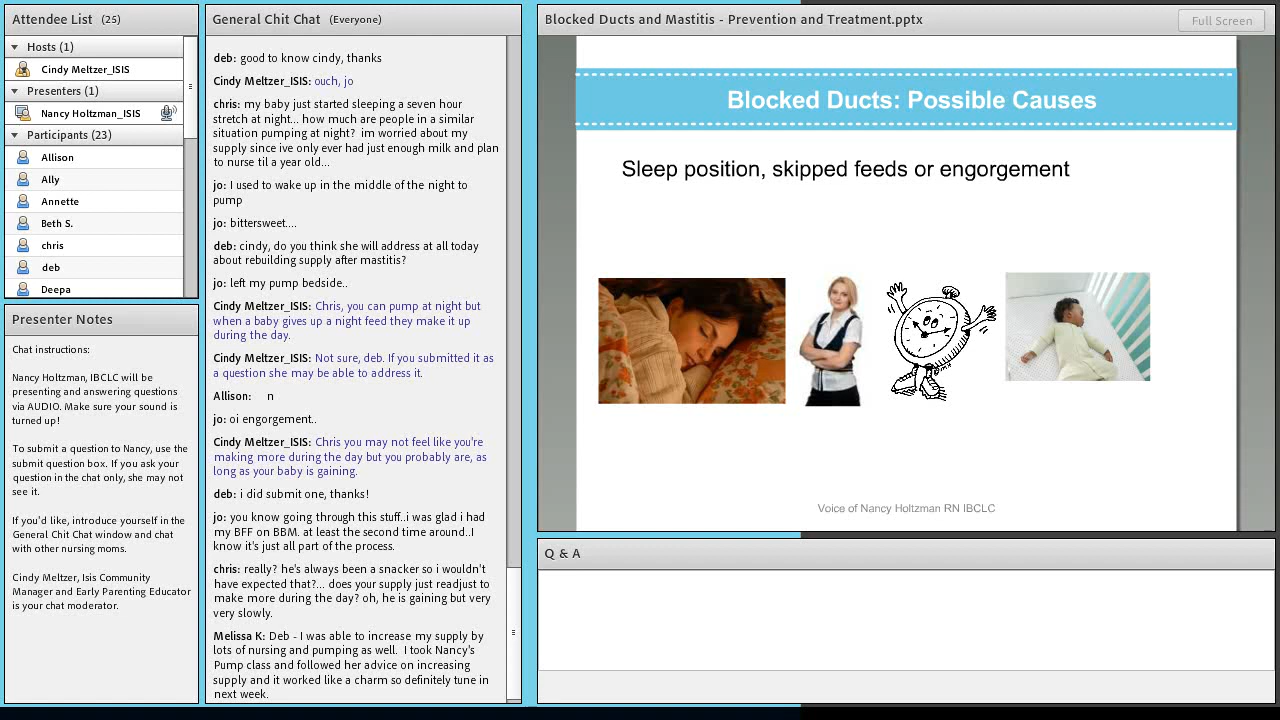 Attendee List (25)
Hosts (1)
Cindy Meltzer_ISIS
Presenters (1)
Nancy Holtzman_ISIS
Participants (23)
Allison
Ally
Annette
Beth S.
chris
deb
Deepa
Presenter Notes
Chat instructions:
Nancy Holtzman, IBCLC will be
presenting and answering questions
via AUDIO. Make sure your sound is
turned up!
To submit a question to Nancy, use the
submit question box. If you ask your
question in the chat only, she may not
see it.
If you'd like, introduce yourself in the
General Chit Chat window and chat
with other nursing moms.
Cindy Meltzer, Isis Community
Manager and Early Parenting Educator
is your chat moderator.
General Chit Chat (Everyone)
deb: good to know cindy, thanks
Cindy Meltzer_ISIS: ouch, jo
chris: my baby just started sleeping a seven hour
stretch at night... how much are people in a similar
situation pumping at night? im worried about my
supply since ive only ever had just enough milk and plan
to nurse til a year old...
jo: I used to wake up in the middle of the night to
pump
jo: bittersweet....
deb: cindy, do you think she will address at all today
about rebuilding supply after mastitis?
jo: left my pump bedside..
Cindy Meltzer_ISIS: Chris, you can pump at night but
when a baby gives up a night feed they make it up
during the day.
Cindy Meltzer_ISIS: Not sure, deb. If you submitted it as
a question she may be able to address it.
Allison: n
jo: oi engorgement..
Cindy Meltzer_ISIS: Chris you may not feel like you're
making more during the day but you probably are, as
long as your baby is gaining.
deb: i did submit one, thanks!
jo: you know going through this stuff..i was glad i had
my BFF on BBM. at least the second time around..I
know it's just all part of the process.
chris: really? he's always been a snacker so i wouldn't
have expected that?... does your supply just readjust to
make more during the day? oh, he is gaining but very
very slowly.
Melissa K: Deb - I was able to increase my supply by
lots of nursing and pumping as well. I took Nancy's
Pump class and followed her advice on increasing
supply and it worked like a charm so definitely tune in
next week.
Blocked Ducts and Mastitis - Prevention and Treatment.pptx
Full Screen
Blocked Ducts: Possible Causes
Sleep position, skipped feeds or engorgement
Voice of Nancy Holtzman RN IBCLC
Q & A